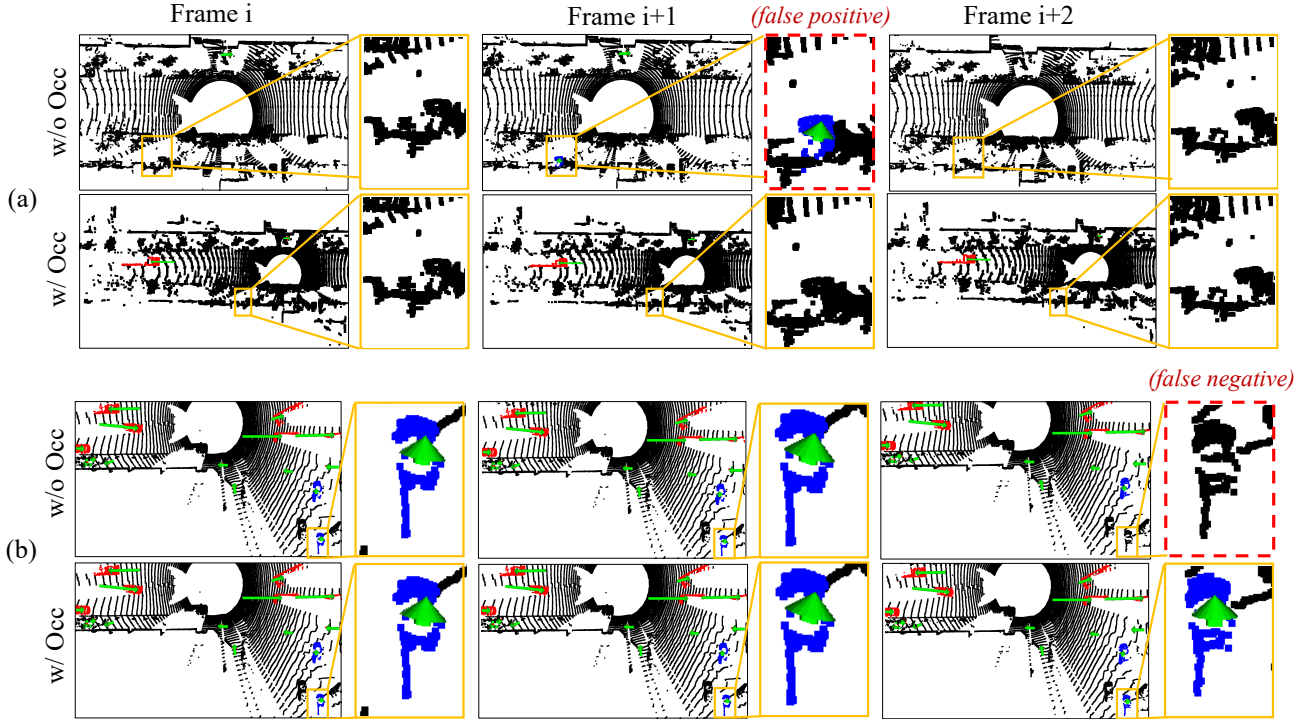 Frame i
Frame i+1
(false positive)
Frame i+2
w/o Occ
(a)
w/ Occ
(false negative)
w/o Occ
(b)
w/ Occ